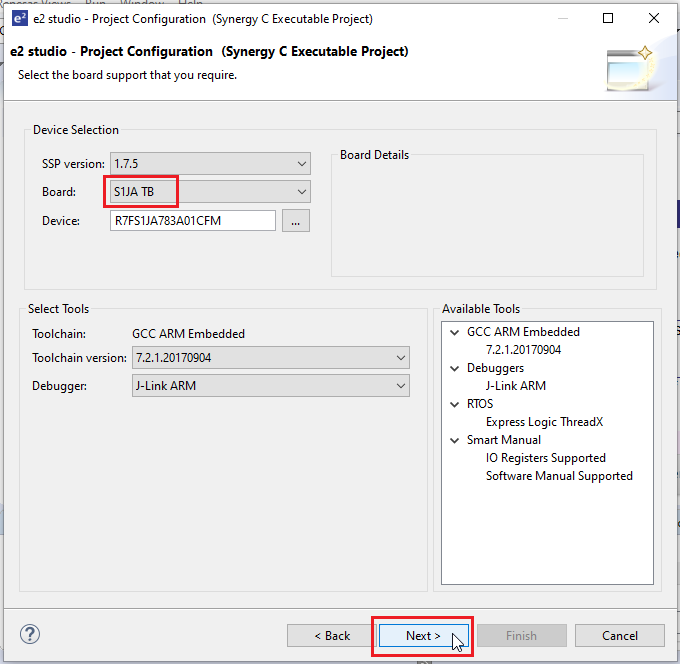 e2 studio - Project Configuration (Synergy C Executable Project)
e2 studio - Project Configuration (Synergy C Executable Project)
Select the board support that you require.
Device Selection
SSP version: 1.7.5
Board: S1JA TB
Device: R7FS1JA783A01CFM ...
Board Details
Select Tools
Toolchain: GCC ARM Embedded
Toolchain version: 7.2.1.20170904
Debugger: J-Link ARM
Available Tools
GCC ARM Embedded
7.2.1.20170904
Debuggers
J-Link ARM
RTOS
Express Logic ThreadX
Smart Manual
IO Registers Supported
Software Manual Supported
? < Back Next > Finish Cancel